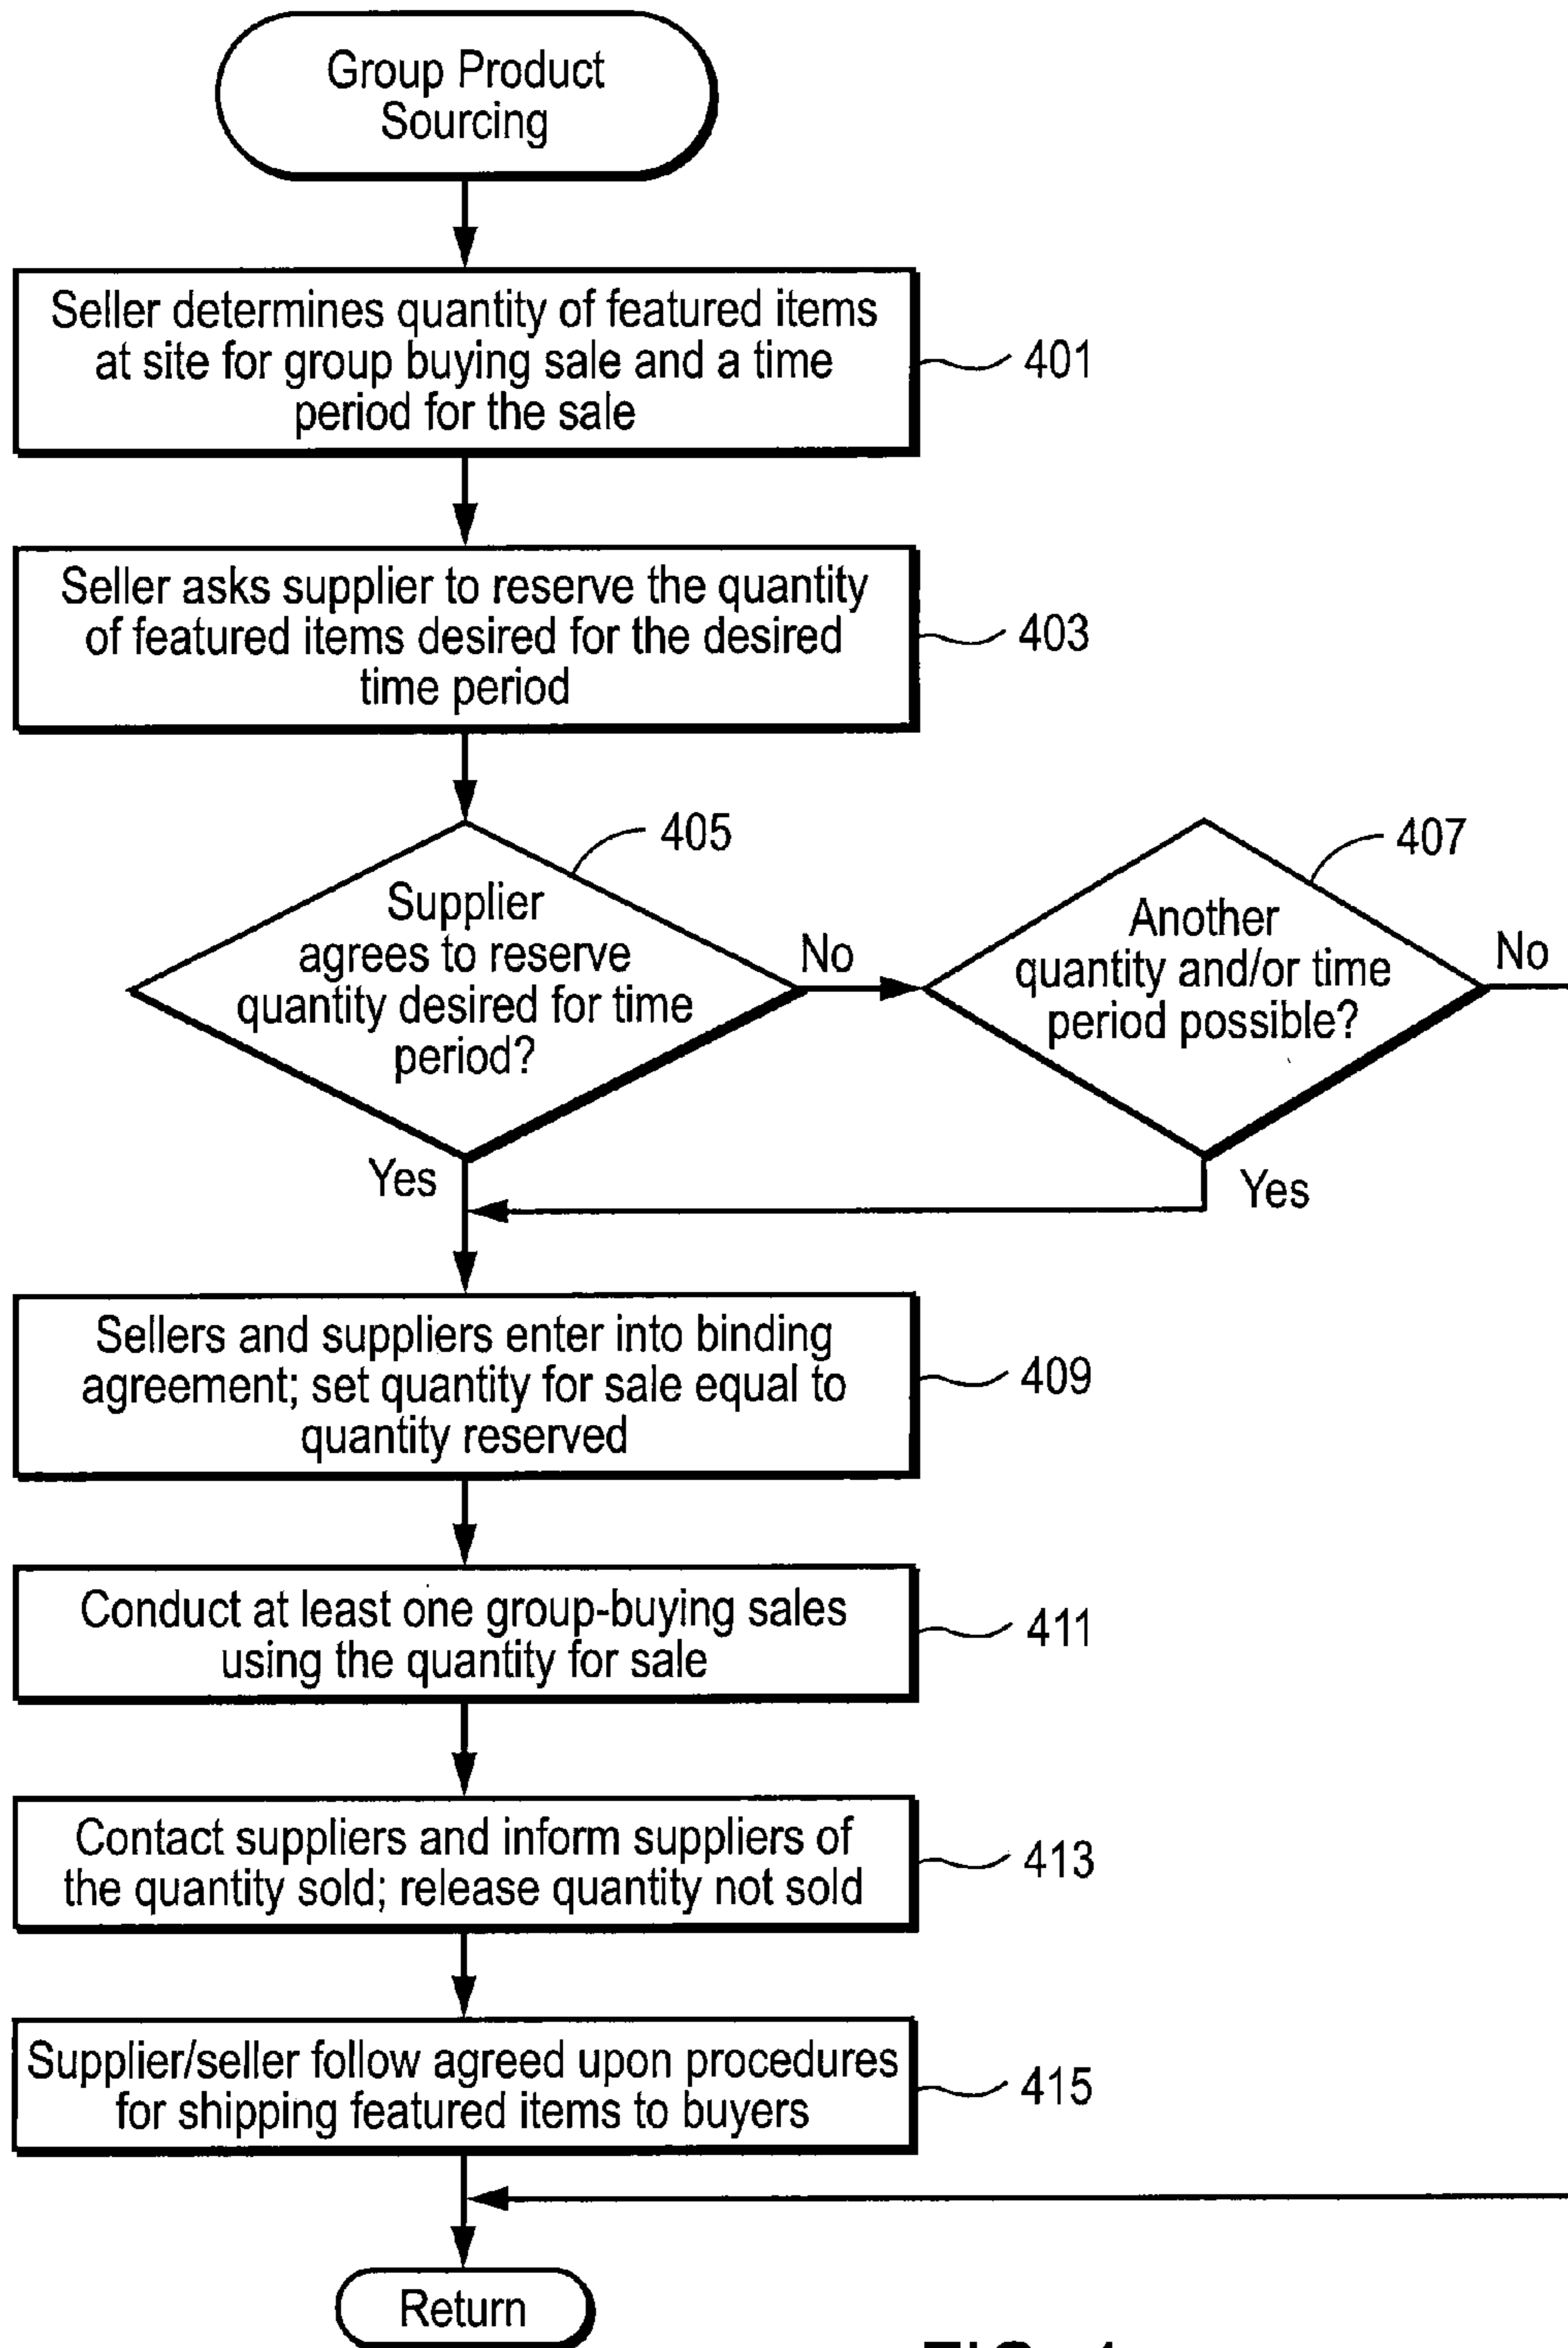 Group Product
Sourcing
Seller determines quantity of featured items
at site for group buying sale and a time
period for the sale
401
Seller asks supplier to reserve the quantity
of featured items desired for the desired
time period
403
405
Supplier
agrees to reserve
quantity desired for time
period?
No
Yes
407
Another
quantity and/or time
period possible?
No
Yes
Sellers and suppliers enter into binding
agreement; set quantity for sale equal to
quantity reserved
409
Conduct at least one group-buying sales
using the quantity for sale
411
Contact suppliers and inform suppliers of
the quantity sold; release quantity not sold
413
Supplier/seller follow agreed upon procedures
for shipping featured items to buyers
415
Return